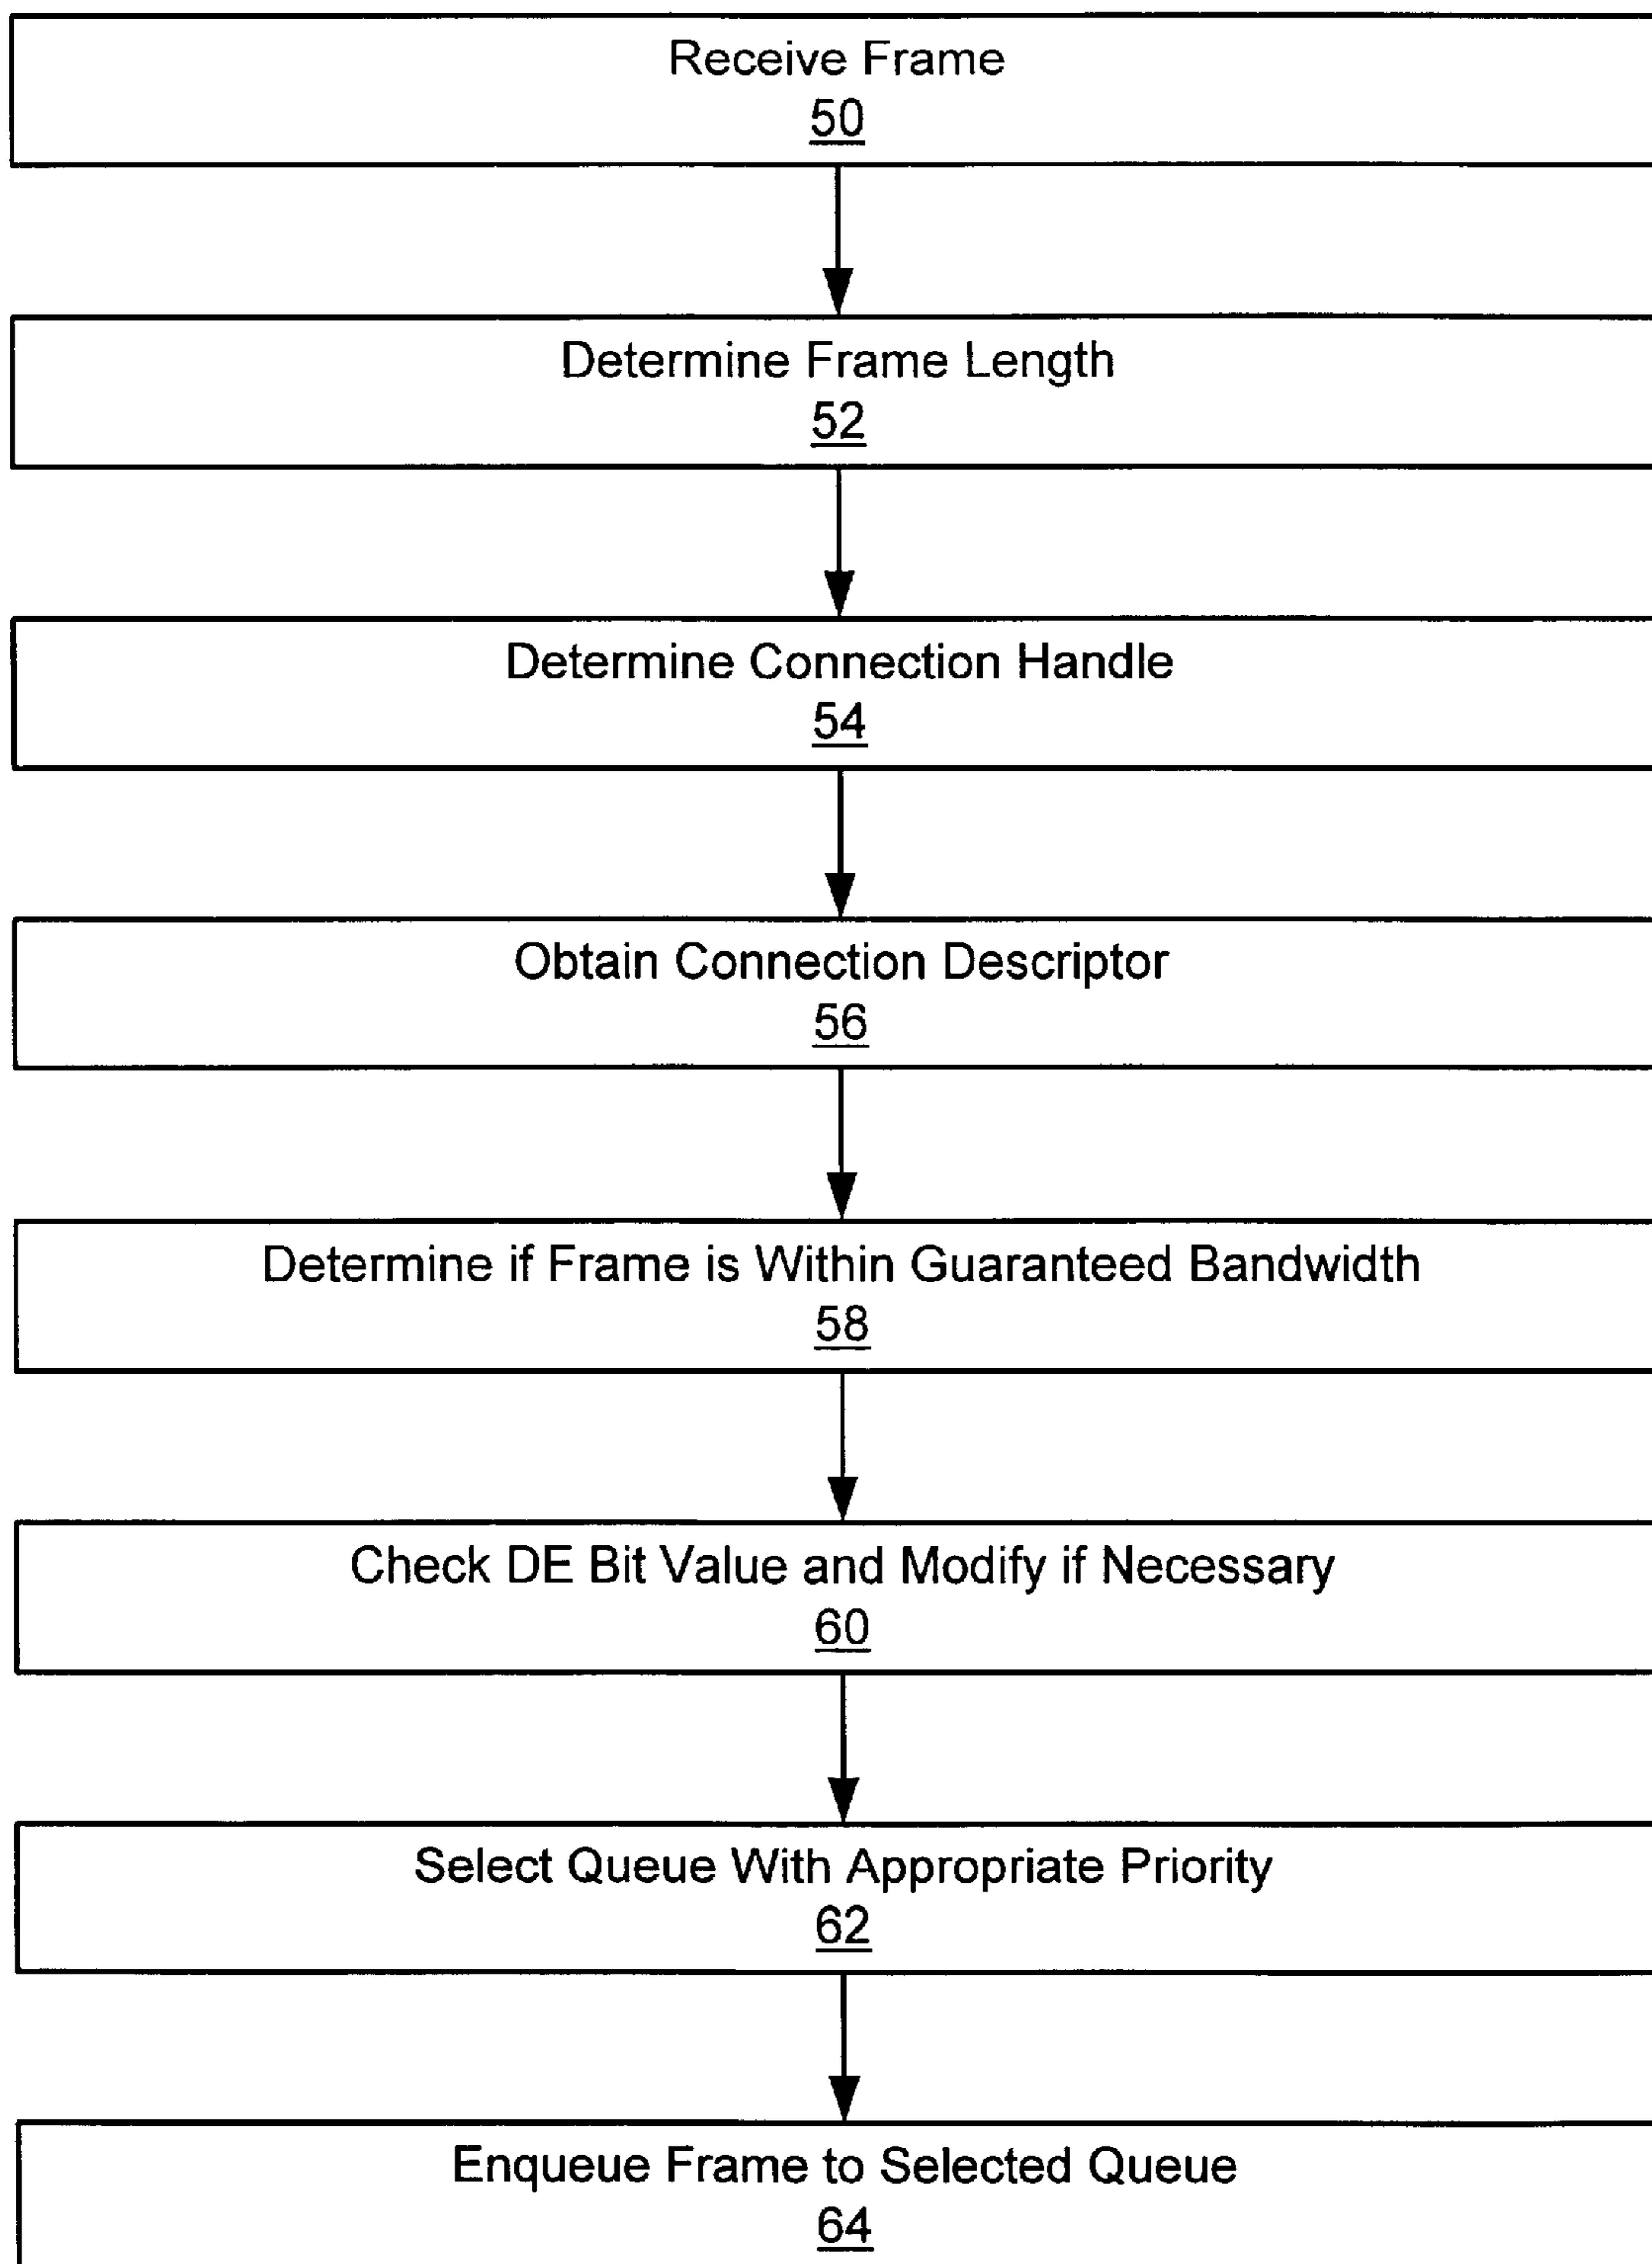 Receive Frame
50
Determine Frame Length
52
Determine Connection Handle
54
Obtain Connection Descriptor
56
Determine if Frame is Within Guaranteed Bandwidth
58
Check DE Bit Value and Modify if Necessary
60
Select Queue With Appropriate Priority
62
Enqueue Frame to Selected Queue
64